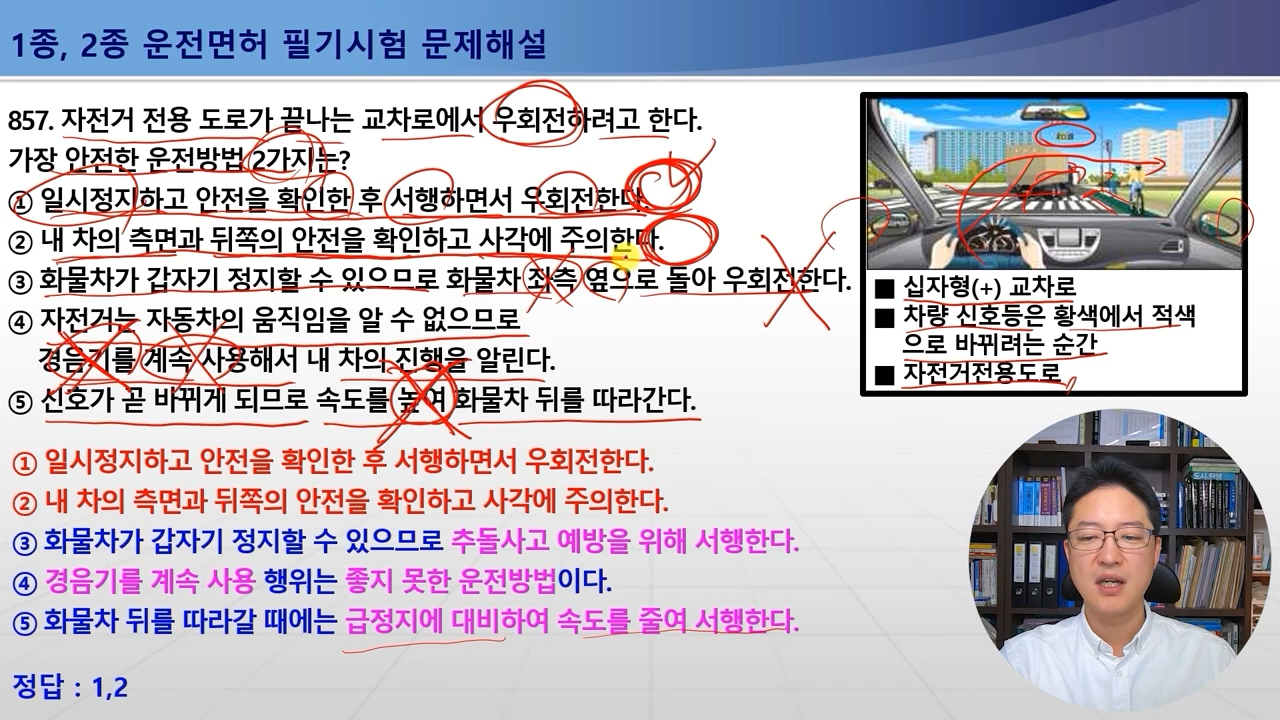 1종, 2종 운전면허 필기시험 문제해설
857. 자전거 전용 도로가 끝나는 교차로에서 우회전하려고 한다.
가장 안전한 운전방법 2가지는?
① 일시정지하고 안전을 확인한 후 서행하면서 우회전한다.
② 내 차의 측면과 뒤쪽의 안전을 확인하고 사각에 주의한다.
③ 화물차가 갑자기 정지할 수 있으므로 화물차 좌측 옆으로 돌아 우회전한다.
④ 자전거는 자동차의 움직임을 알 수 없으므로
경음기를 계속 사용해서 내 차의 진행을 알린다.
⑤ 신호가 곧 바뀌게 되므로 속도를 높여 화물차 뒤를 따라간다.
■ 십자형(+) 교차로
■ 차량 신호등은 황색에서 적색
으로 바뀌려는 순간
■ 자전거전용도로
① 일시정지하고 안전을 확인한 후 서행하면서 우회전한다.
② 내 차의 측면과 뒤쪽의 안전을 확인하고 사각에 주의한다.
③ 화물차가 갑자기 정지할 수 있으므로 추돌사고 예방을 위해 서행한다.
④ 경음기를 계속 사용 행위는 좋지 못한 운전방법이다.
⑤ 화물차 뒤를 따라갈 때에는 급정지에 대비하여 속도를 줄여 서행한다.
정답 : 1,2